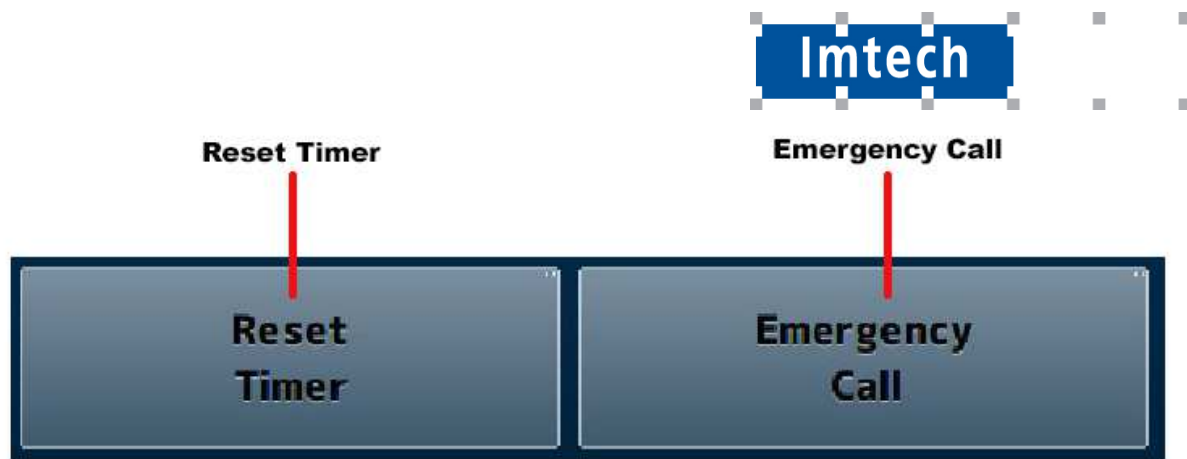 Imtech
Reset Timer
Emergency Call
Reset
Timer
Emergency
Call